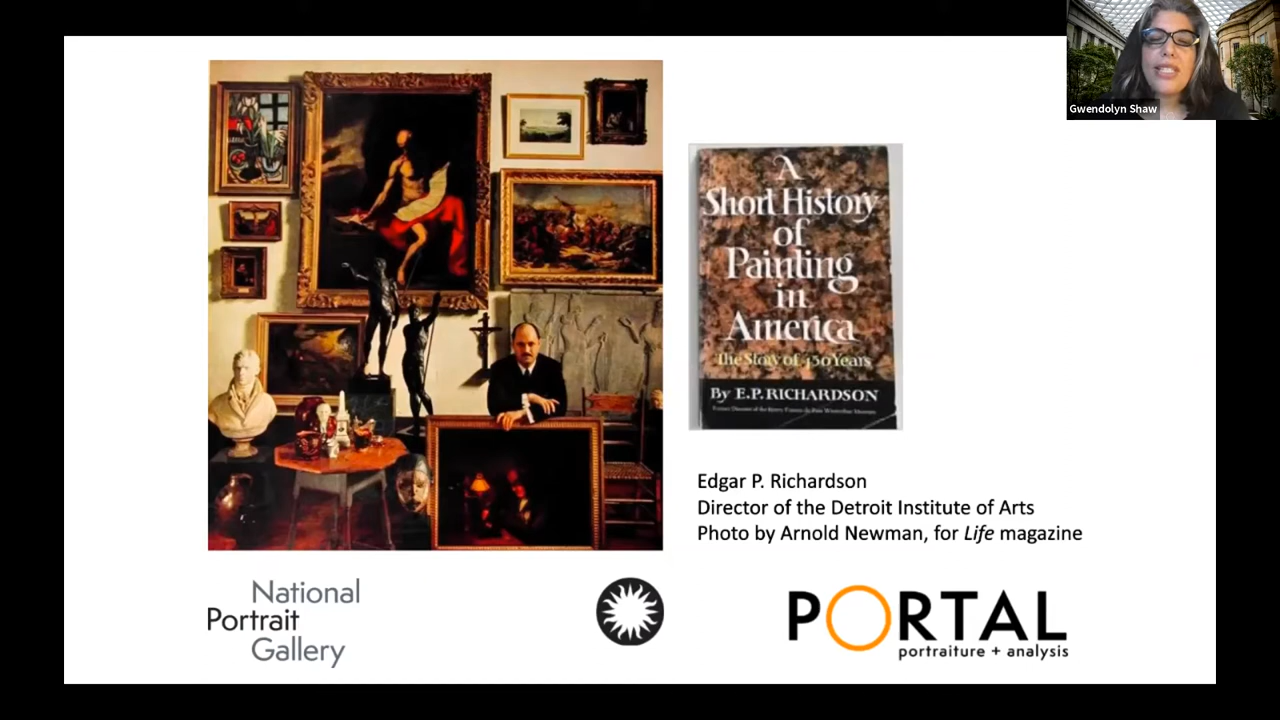 Gwendolyn Shaw
A
Short History
of
Painting
in
America
The Story of 450 Years
By E.P. RICHARDSON
Edgar P. Richardson
Director of the Detroit Institute of Arts
Photo by Arnold Newman, for Life magazine
National
Portrait
Gallery
PORTAL
portraiture + analysis